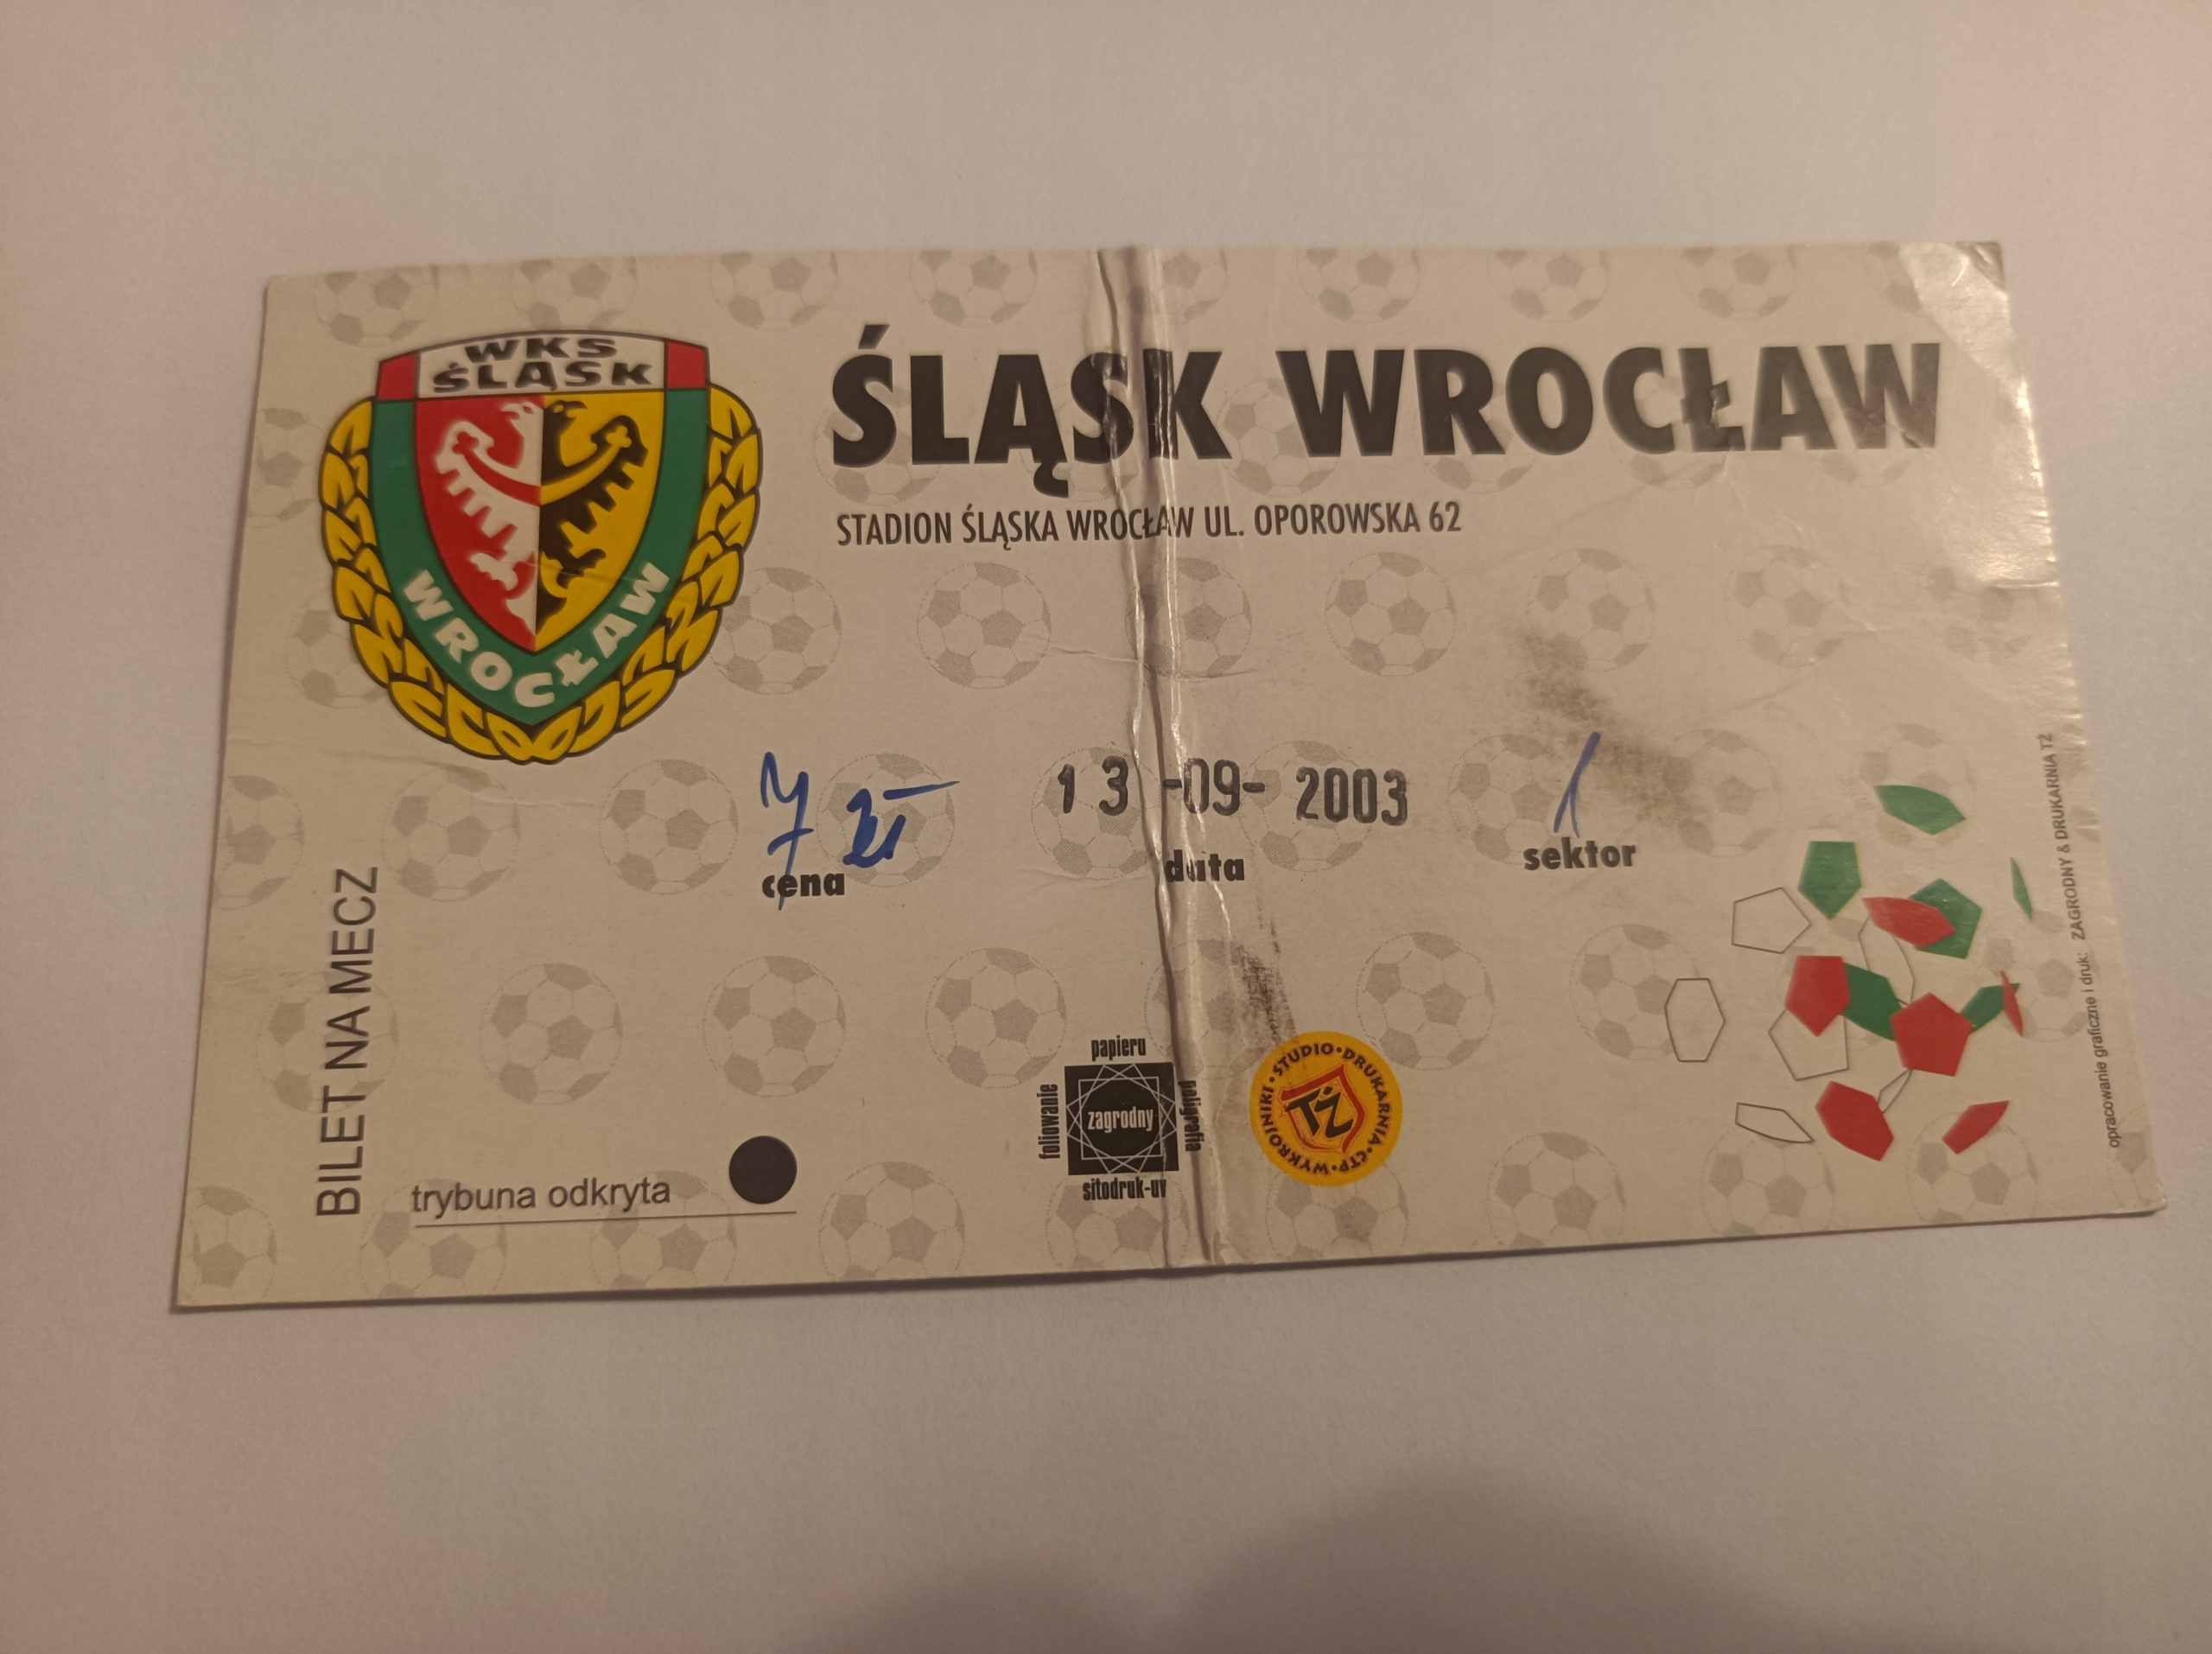 WKS
ŚLĄSK
WROCŁAW
ŚLĄSK WROCŁAW
STADION ŚLĄSKA WROCŁAW UL. OPOROWSKA 62
7 zł
cena
13 -09- 2003
data
1
sektor
BILET NA MECZ
trybuna odkryta
papieru
foliowanie
zagrodny
poligrafia
sitodruk-uv
STUDIO•DRUKARNIA•CTP•WYKROJNIKI•
TŻ
opracowanie graficzne i druk: ZAGRODNY & DRUKARNIA TŻ